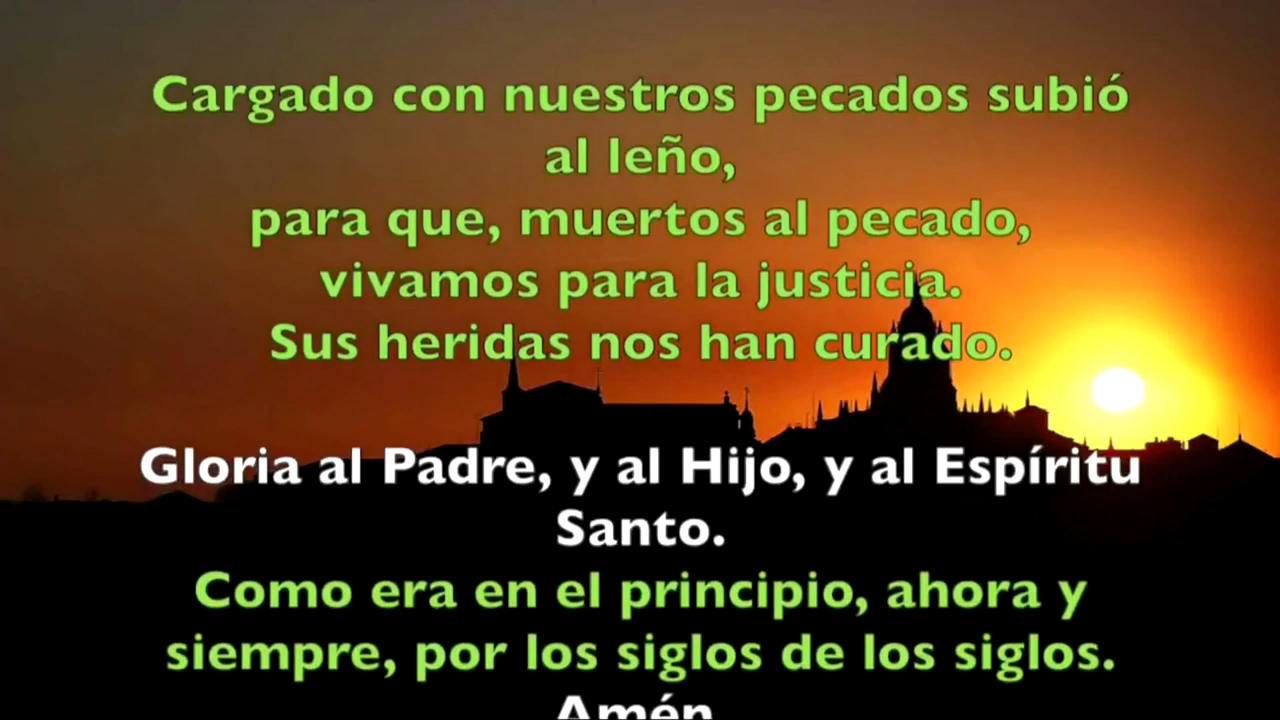 Cargado con nuestros pecados subió
al leño,
para que, muertos al pecado,
vivamos para la justicia.
Sus heridas nos han curado.
Gloria al Padre, y al Hijo, y al Espíritu
Santo.
Como era en el principio, ahora y
siempre, por los siglos de los siglos.
Amén